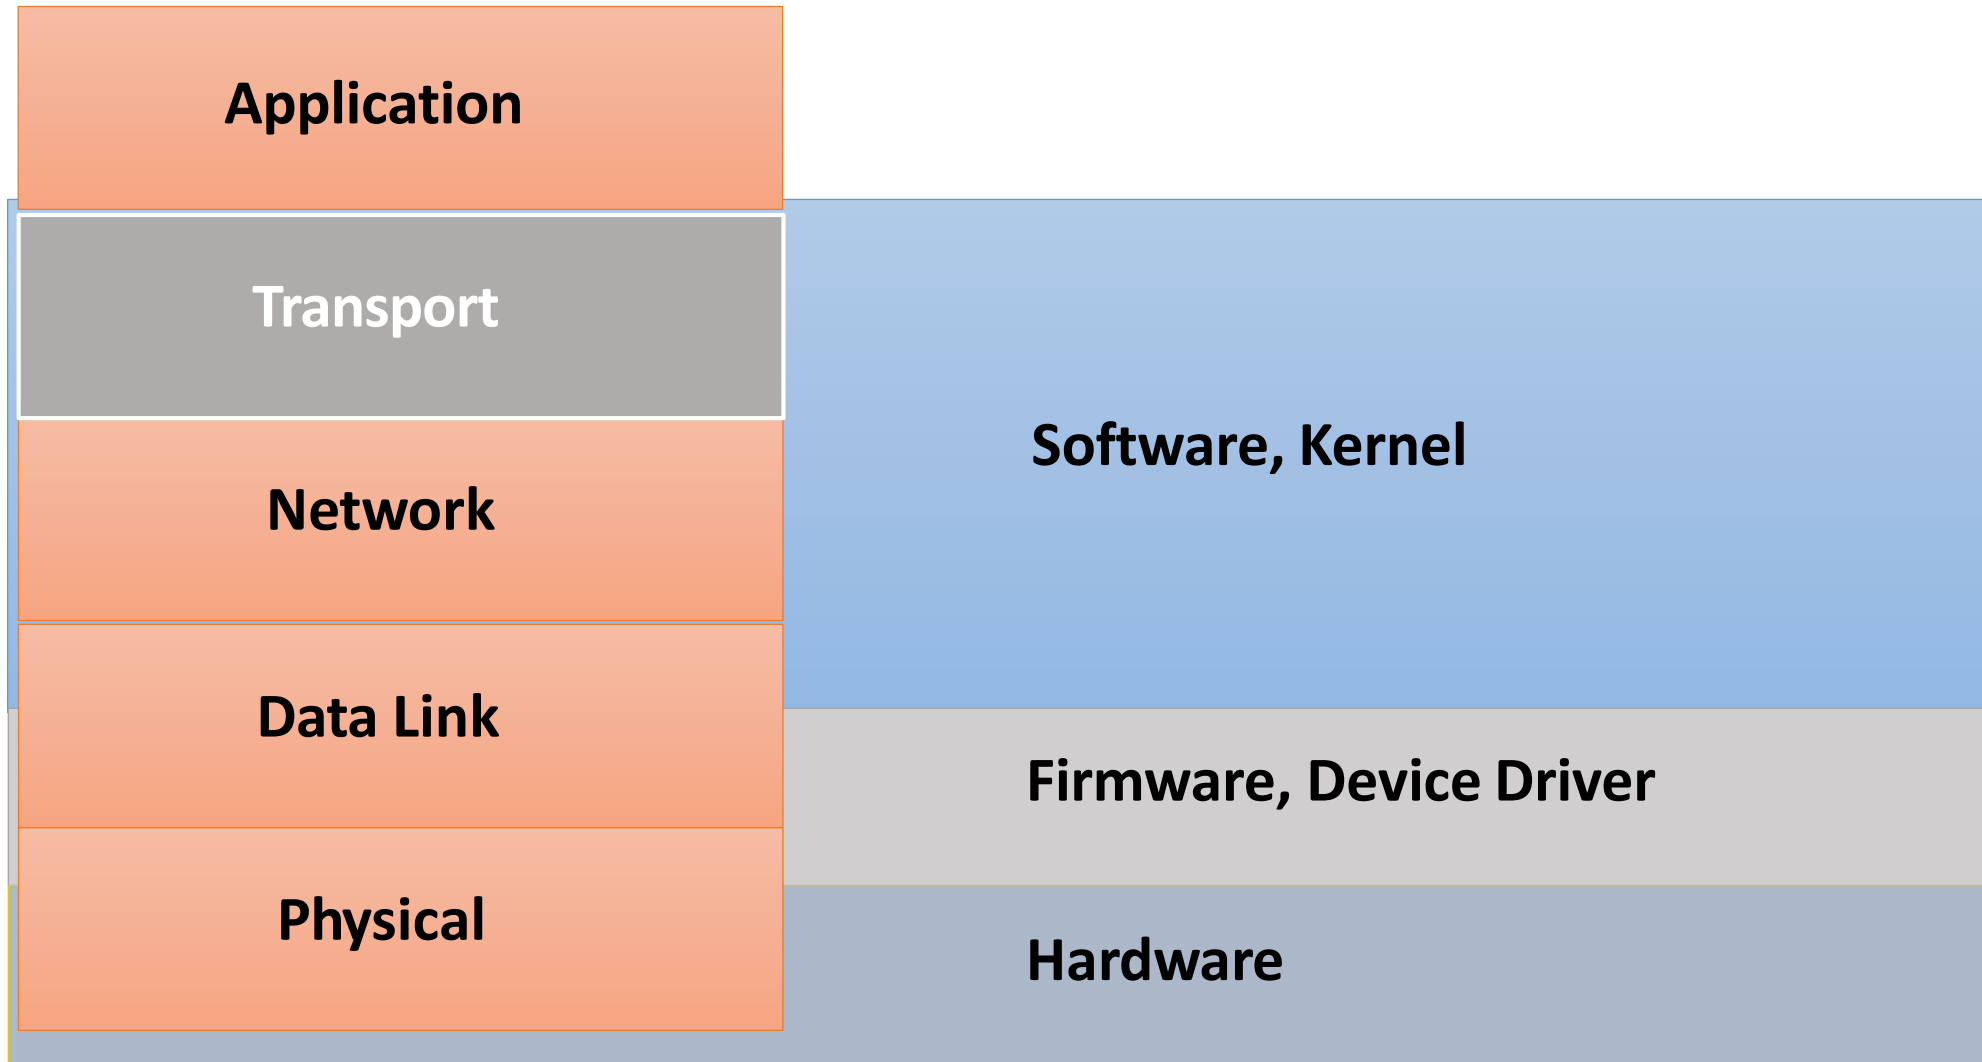 Application
Transport
Network
Data Link
Physical
Software, Kernel
Firmware, Device Driver
Hardware